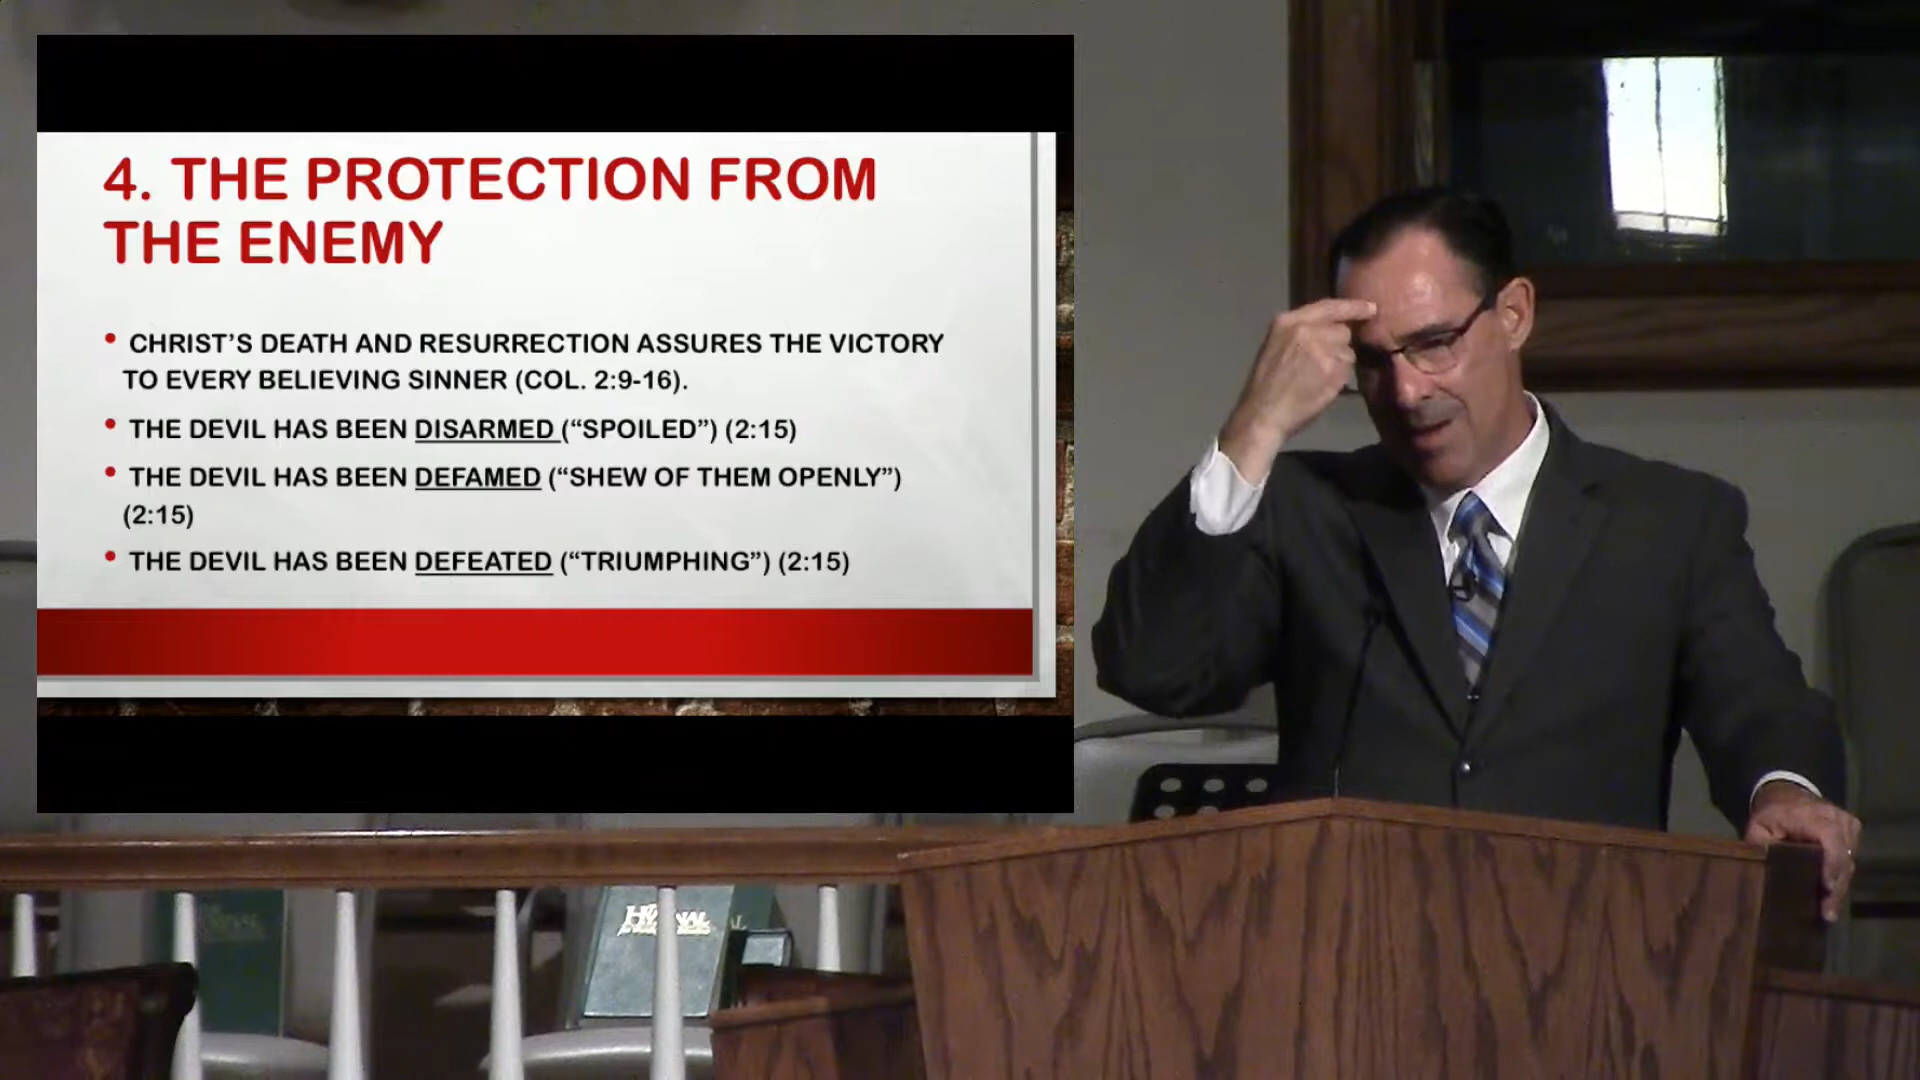 4. THE PROTECTION FROM
THE ENEMY
• CHRIST’S DEATH AND RESURRECTION ASSURES THE VICTORY
TO EVERY BELIEVING SINNER (COL. 2:9-16).
• THE DEVIL HAS BEEN DISARMED (“SPOILED”) (2:15)
• THE DEVIL HAS BEEN DEFAMED (“SHEW OF THEM OPENLY”)
(2:15)
• THE DEVIL HAS BEEN DEFEATED (“TRIUMPHING”) (2:15)